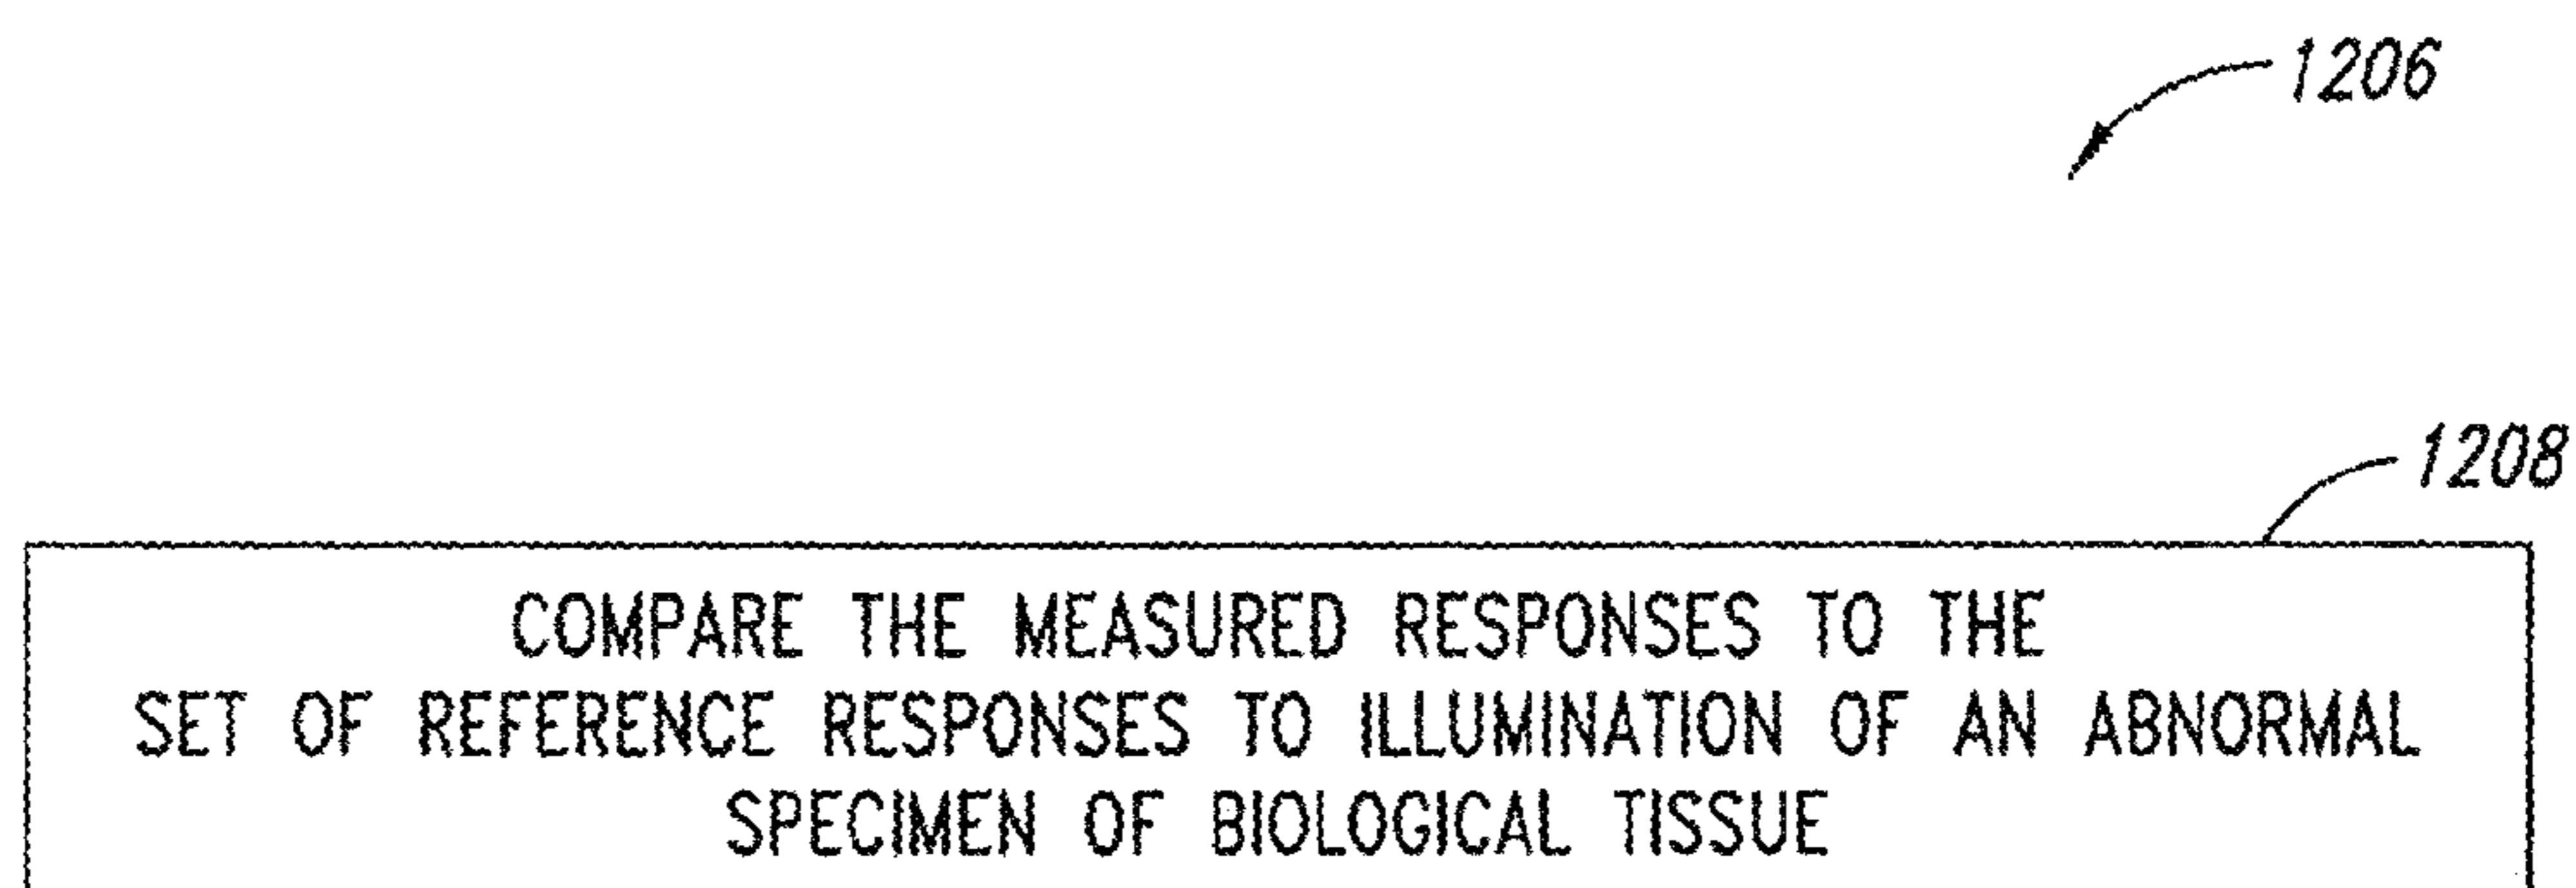 1206
1208
COMPARE THE MEASURED RESPONSES TO THE
SET OF REFERENCE RESPONSES TO ILLUMINATION OF AN ABNORMAL
SPECIMEN OF BIOLOGICAL TISSUE